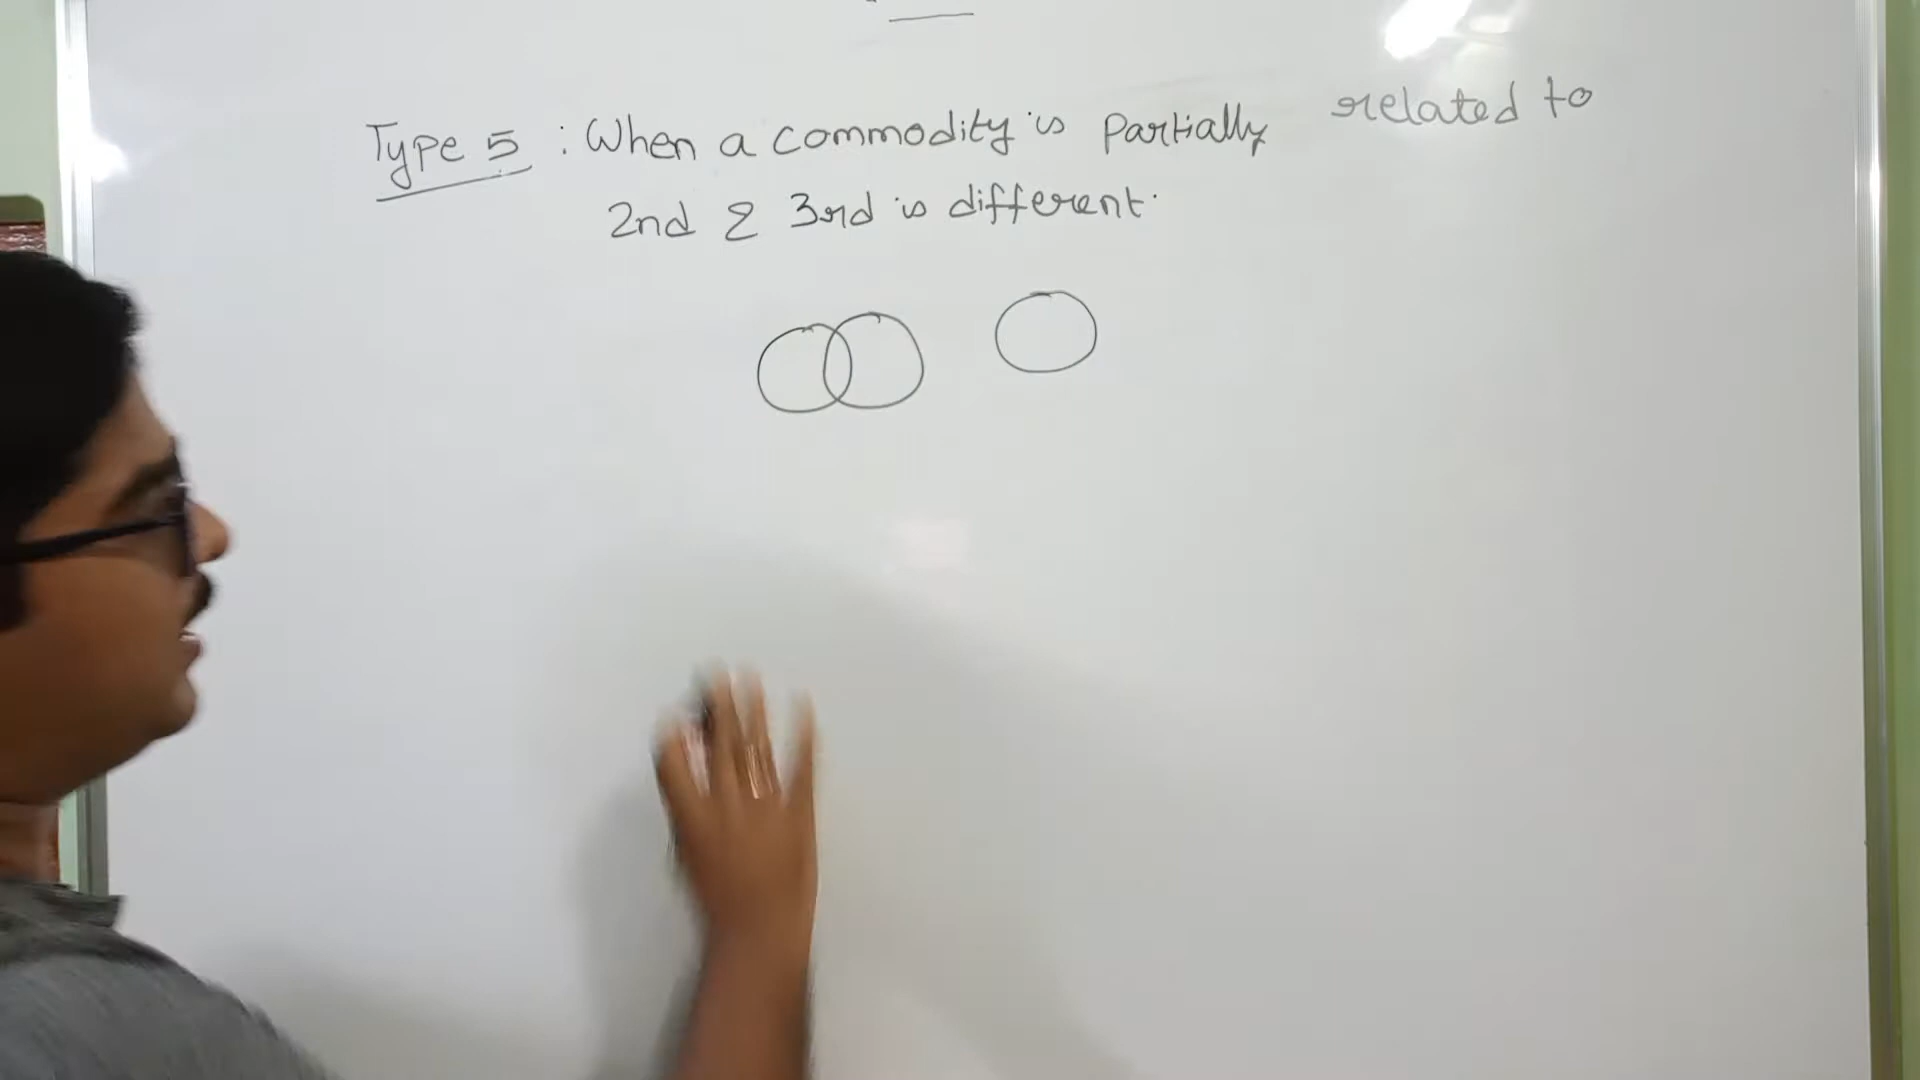 Type 5 : When a commodity is Partially related to
2nd & 3rd is different.